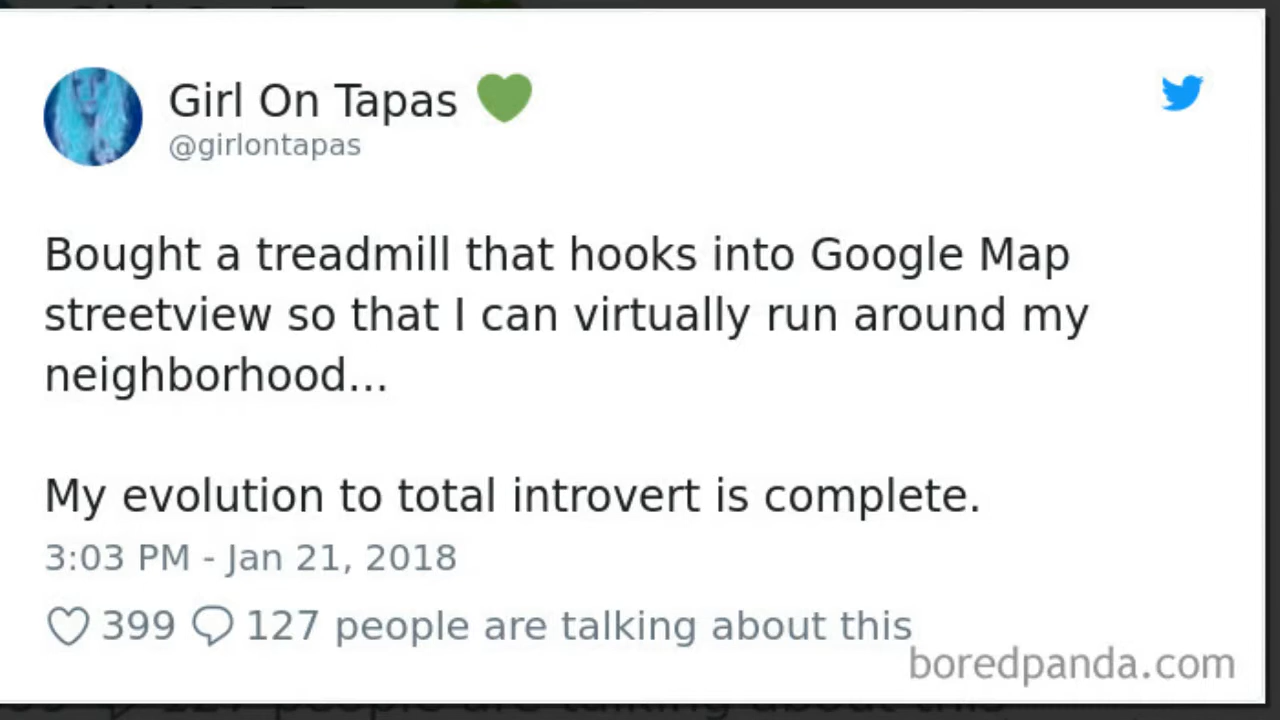 Girl On Tapas 💚
@girlontapas
Bought a treadmill that hooks into Google Map
streetview so that I can virtually run around my
neighborhood...
My evolution to total introvert is complete.
3:03 PM - Jan 21, 2018
399 127 people are talking about this
boredpanda.com